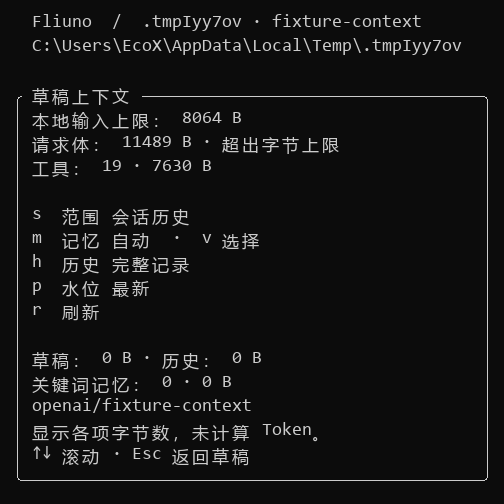 Fliuno / .tmpIyy7ov · fixture-context
C:\Users\EcoX\AppData\Local\Temp\.tmpIyy7ov
草稿上下文
本地输入上限: 8064 B
请求体: 11489 B · 超出字节上限
工具: 19 · 7630 B
s 范围 会话历史
m 记忆 自动 · v 选择
h 历史 完整记录
p 水位 最新
r 刷新
草稿: 0 B · 历史: 0 B
关键词记忆: 0 · 0 B
openai/fixture-context
显示各项字节数, 未计算 Token。
↑↓ 滚动 · Esc 返回草稿